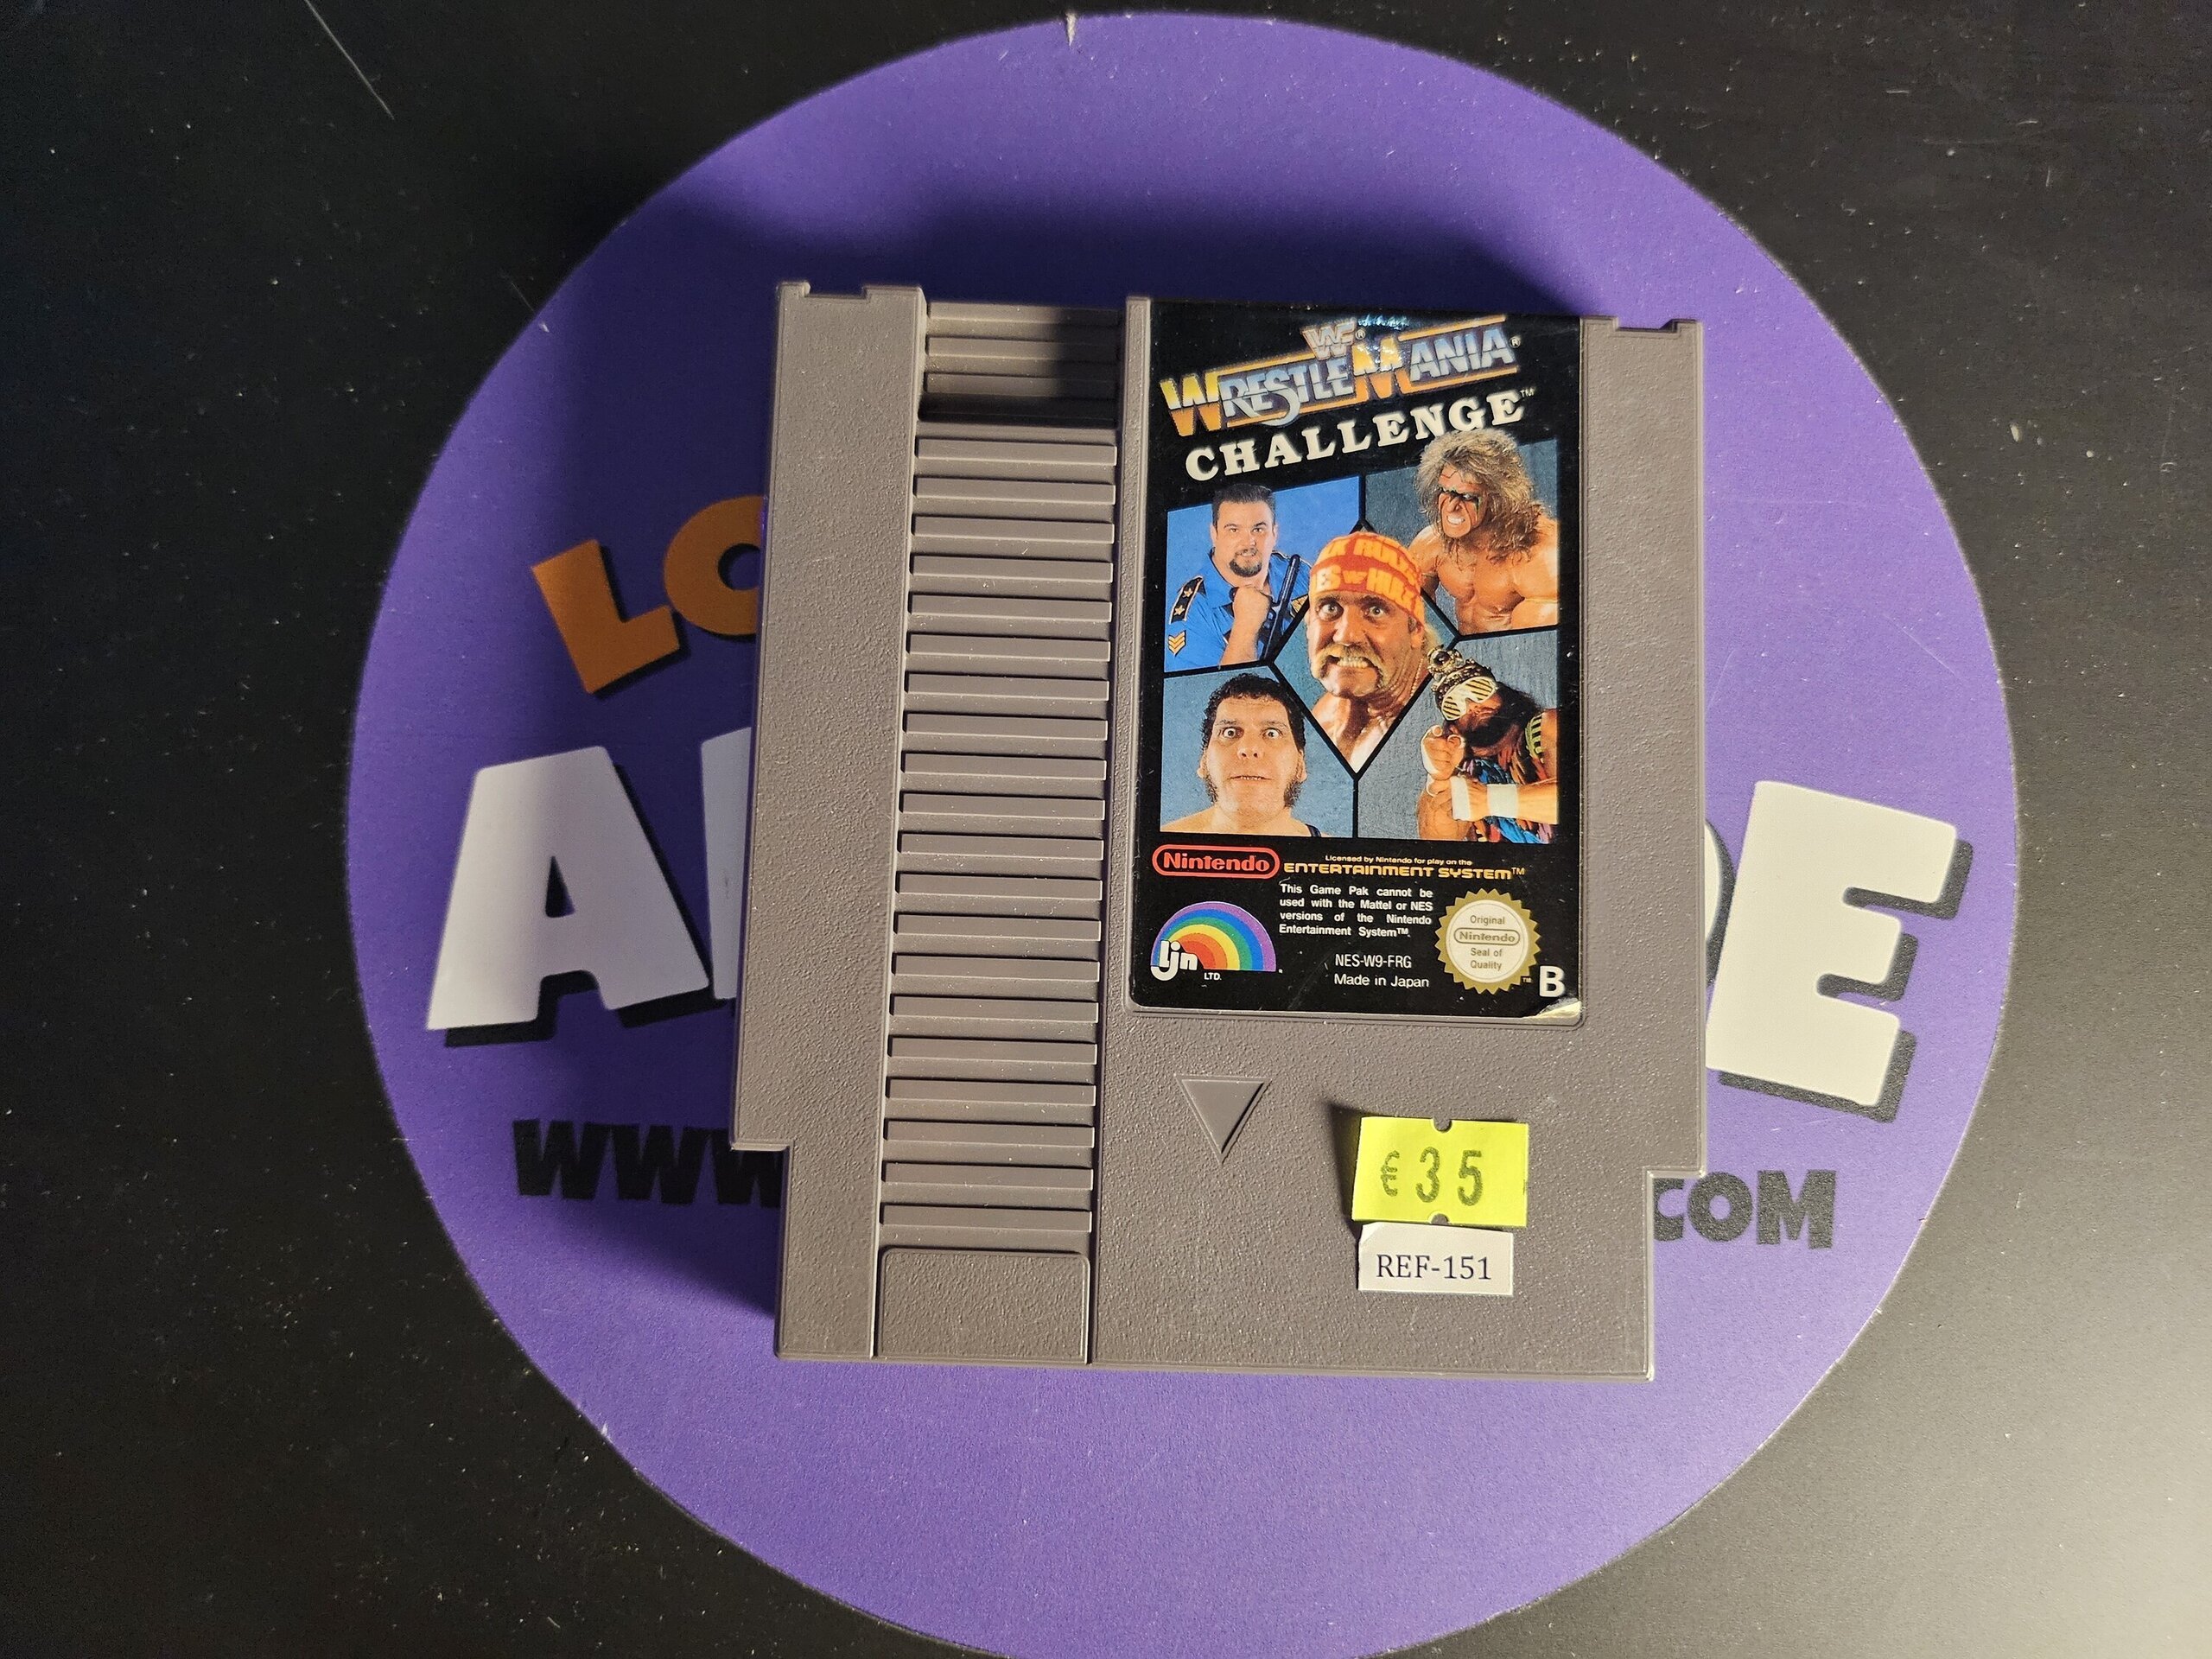 WF®
WRESTLEMANIA®
CHALLENGE™
Nintendo
Licensed by Nintendo for play on the
ENTERTAINMENT SYSTEM™
This Game Pak cannot be
used with the Mattel or NES
versions of the Nintendo
Entertainment System™.
ljn
LTD.
NES-W9-FRG
Made in Japan
Original
Nintendo
Seal of
Quality
™
B
€35
REF-151
LO
A
DE
WWW
.COM